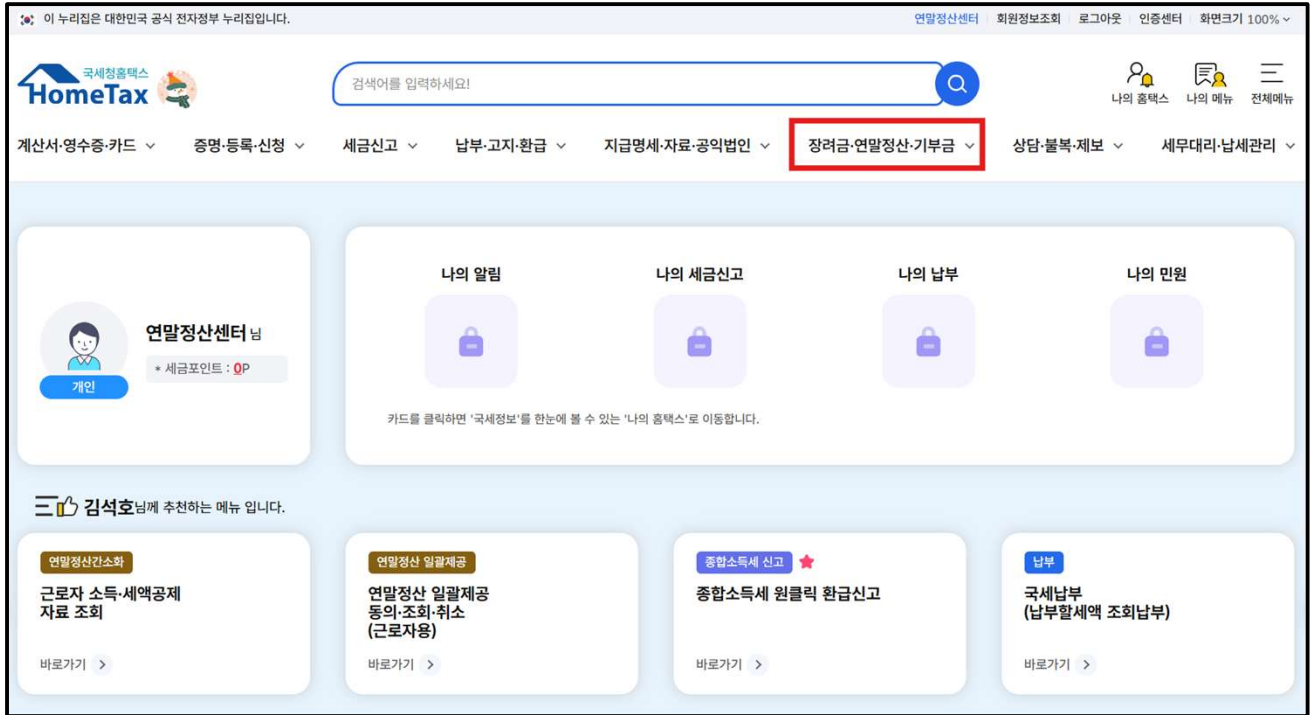 이 누리집은 대한민국 공식 전자정부 누리집입니다.
연말정산센터 회원정보조회 로그아웃 인증센터 화면크기 100%
국세청홈택스
HomeTax
검색어를 입력하세요!
나의 홈택스 나의 메뉴 전체메뉴
계산서·영수증·카드 증명·등록·신청 세금신고 납부·고지·환급 지급명세·자료·공익법인 장려금·연말정산·기부금 상담·불복·제보 세무대리·납세관리
연말정산센터 님
* 세금포인트 : 0P
개인
나의 알림 나의 세금신고 나의 납부 나의 민원
카드를 클릭하면 '국세정보'를 한눈에 볼 수 있는 '나의 홈택스'로 이동합니다.
김석호님께 추천하는 메뉴 입니다.
연말정산간소화
근로자 소득·세액공제
자료 조회
바로가기
연말정산 일괄제공
연말정산 일괄제공
동의·조회·취소
(근로자용)
바로가기
종합소득세 신고
종합소득세 원클릭 환급신고
바로가기
납부
국세납부
(납부할세액 조회납부)
바로가기